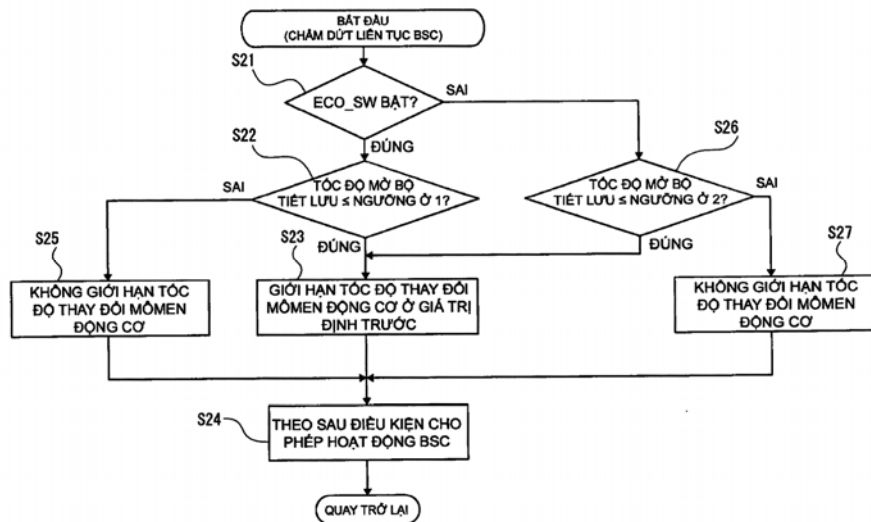 BẮT ĐẦU
(CHẤM DỨT LIÊN TỤC BSC)
S21
ECO_SW BẬT?
SAI
ĐÚNG
S22
TỐC ĐỘ MỞ BỘ
TIẾT LƯU ≤ NGƯỠNG Ở 1?
SAI
ĐÚNG
S26
TỐC ĐỘ MỞ BỘ
TIẾT LƯU ≤ NGƯỠNG Ở 2?
SAI
ĐÚNG
S25
KHÔNG GIỚI HẠN TỐC
ĐỘ THAY ĐỔI MÔMEN
ĐỘNG CƠ
S23
GIỚI HẠN TỐC ĐỘ THAY ĐỔI
MÔMEN ĐỘNG CƠ Ở GIÁ TRỊ
ĐỊNH TRƯỚC
S27
KHÔNG GIỚI HẠN TỐC
ĐỘ THAY ĐỔI MÔMEN
ĐỘNG CƠ
S24
THEO SAU ĐIỀU KIỆN CHO
PHÉP HOẠT ĐỘNG BSC
QUAY TRỞ LẠI